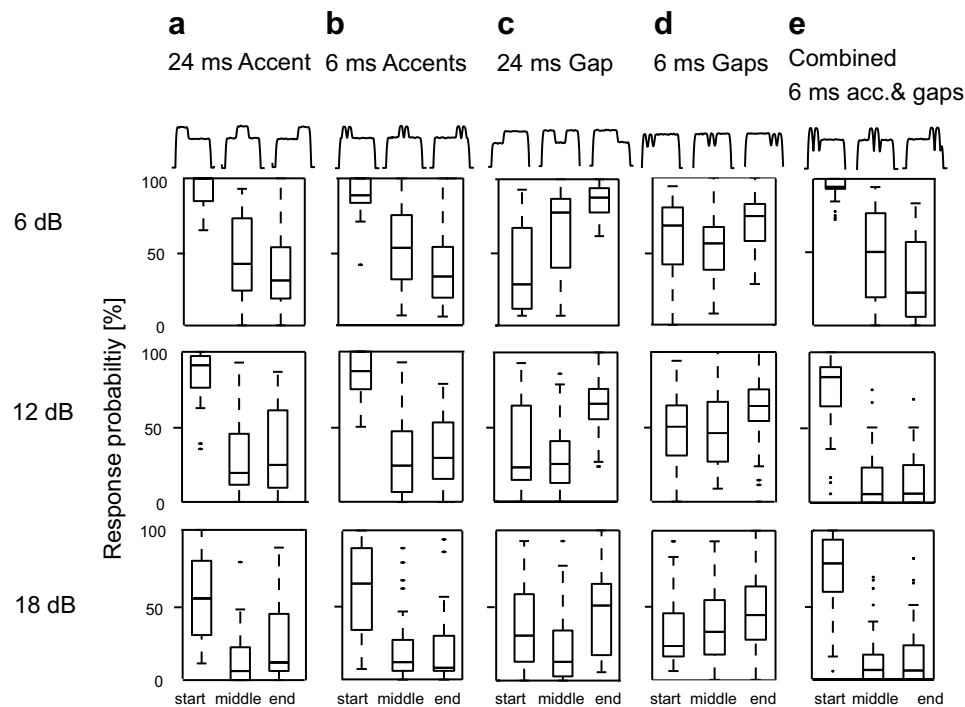 a b c d e
24 ms Accent 6 ms Accents 24 ms Gap 6 ms Gaps Combined
6 ms acc.& gaps
6 dB
100
50
0
12 dB
100
50
0
18 dB
100
50
0
Response probabiltiy [%]
start middle end start middle end start middle end start middle end start middle end